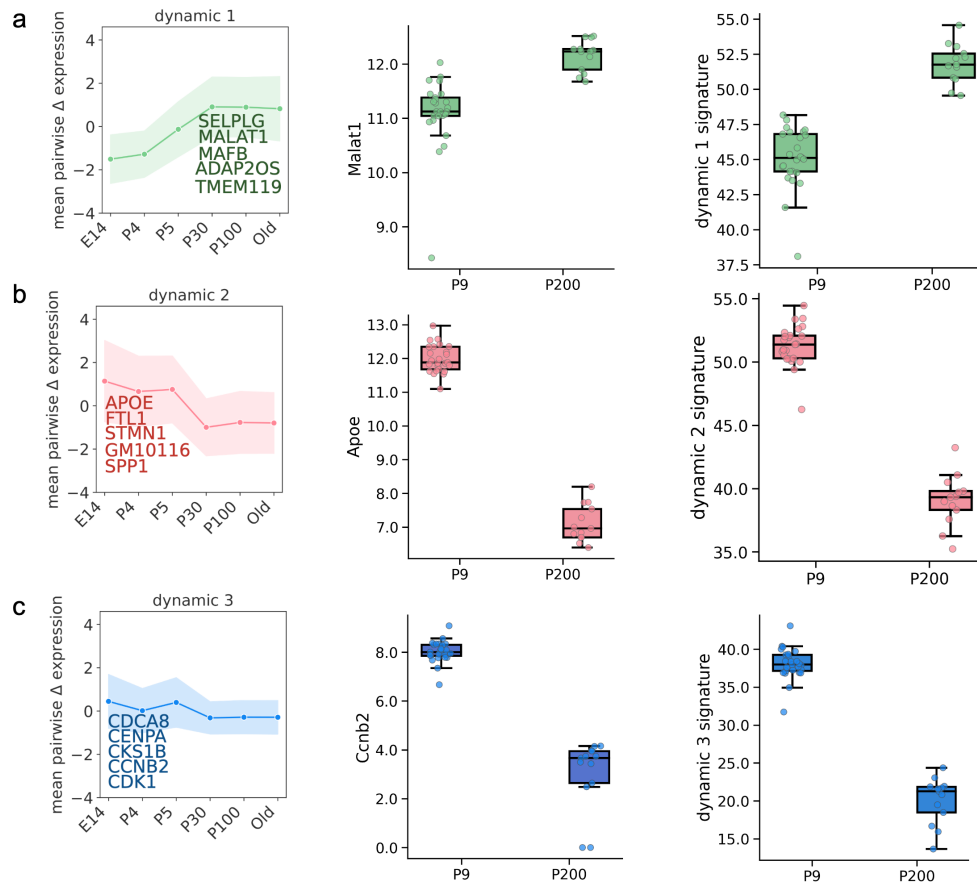 a
dynamic 1
mean pairwise Δ expression
4
2
0
−2
−4
SELPLG
MALAT1
MAFB
ADAP2OS
TMEM119
E14
P4
P5
P30
P100
Old
Malat1
12.0
11.0
10.0
9.0
P9
P200
dynamic 1 signature
55.0
52.5
50.0
47.5
45.0
42.5
40.0
37.5
P9
P200
b
dynamic 2
mean pairwise Δ expression
4
2
0
−2
−4
APOE
FTL1
STMN1
GM10116
SPP1
E14
P4
P5
P30
P100
Old
Apoe
13.0
12.0
11.0
10.0
9.0
8.0
7.0
P9
P200
dynamic 2 signature
55.0
50.0
45.0
40.0
35.0
P9
P200
c
dynamic 3
mean pairwise Δ expression
4
2
0
−2
−4
CDCA8
CENPA
CKS1B
CCNB2
CDK1
E14
P4
P5
P30
P100
Old
Ccnb2
8.0
6.0
4.0
2.0
0.0
P9
P200
dynamic 3 signature
45.0
40.0
35.0
30.0
25.0
20.0
15.0
P9
P200